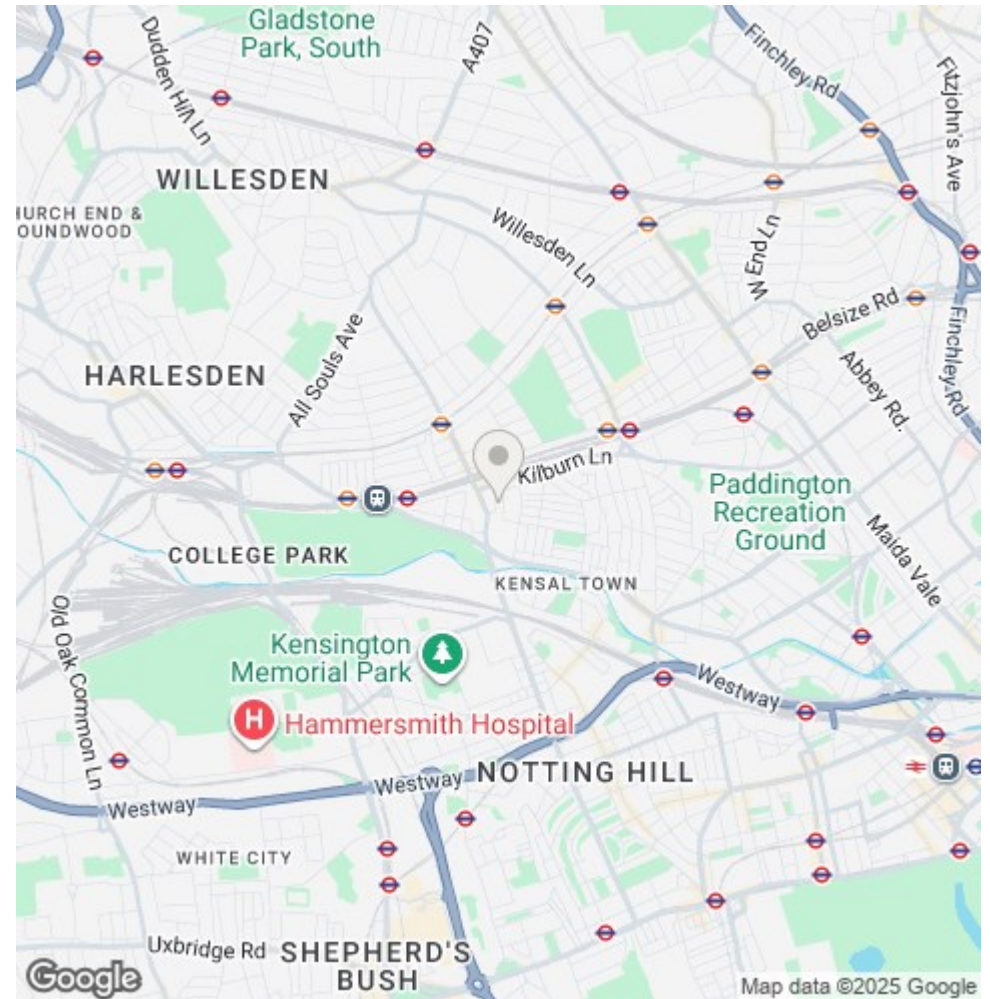 Gladstone
Park, South
Dudden Hill Ln
A407
Finchley Rd
Fitzjohn's Ave
WILLESDEN
HURCH END &
OUNDWOOD
Willesden Ln
W End Ln
Belsize Rd
Finchley Rd
All Souls Ave
HARLESDEN
Abbey Rd.
Kilburn Ln
Paddington
Recreation
Ground
Maida Vale
COLLEGE PARK
KENSAL TOWN
Old Oak Common Ln
Kensington
Memorial Park
H
Hammersmith Hospital
Westway
Westway
NOTTING HILL
Westway
WHITE CITY
Uxbridge Rd
SHEPHERD'S
BUSH
Google
Map data ©2025 Google